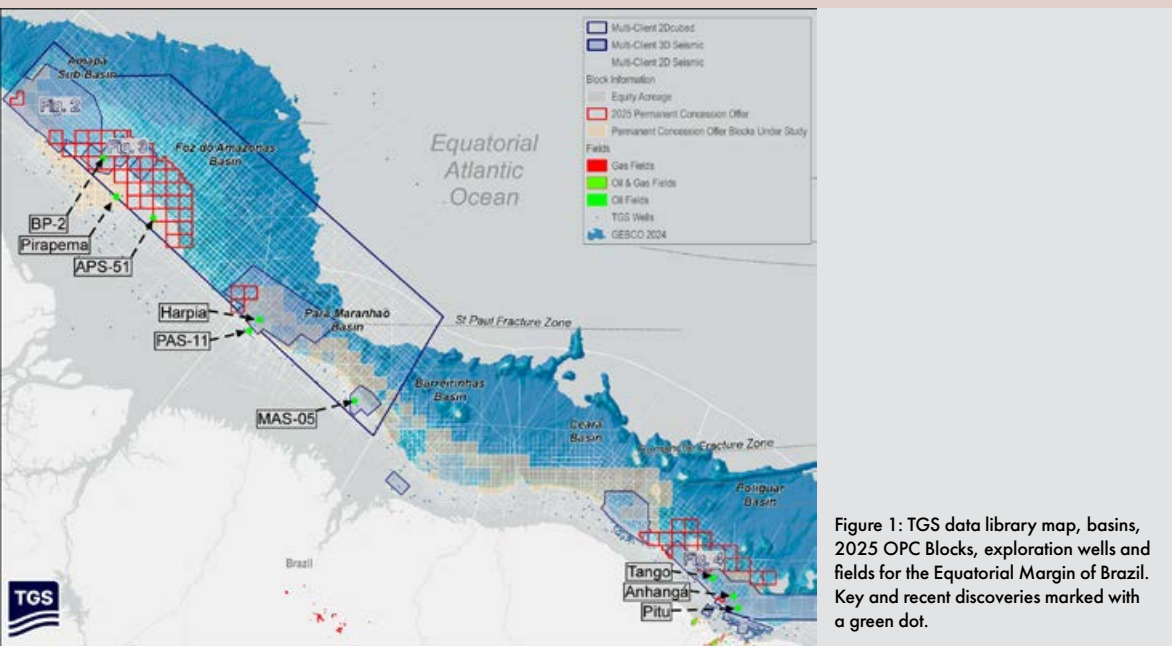 Amapá
Sub Basin
Fig. 2
Fig. 3
Foz do Amazonas
Basin
Equatorial
Atlantic
Ocean
Multi-Client 2Dcubed
Multi-Client 3D Seismic
Multi-Client 2D Seismic
Block Information
Equity Acreage
2025 Permanent Concession Offer
Permanent Concession Offer Blocks Under Study
Fields
Gas Fields
Oil & Gas Fields
Oil Fields
TGS Wells
GEBCO 2024
BP-2
Pirapema
APS-51
Harpia
PAS-11
Pará Maranhão
Basin
St Paul Fracture Zone
MAS-05
Barreirinhas
Basin
Ceará
Basin
Romanche Fracture Zone
Potiguar
Basin
Brazil
Fig. 4
Tango
Anhangá
Pitu
TGS
Figure 1: TGS data library map, basins,
2025 OPC Blocks, exploration wells and
fields for the Equatorial Margin of Brazil.
Key and recent discoveries marked with
a green dot.